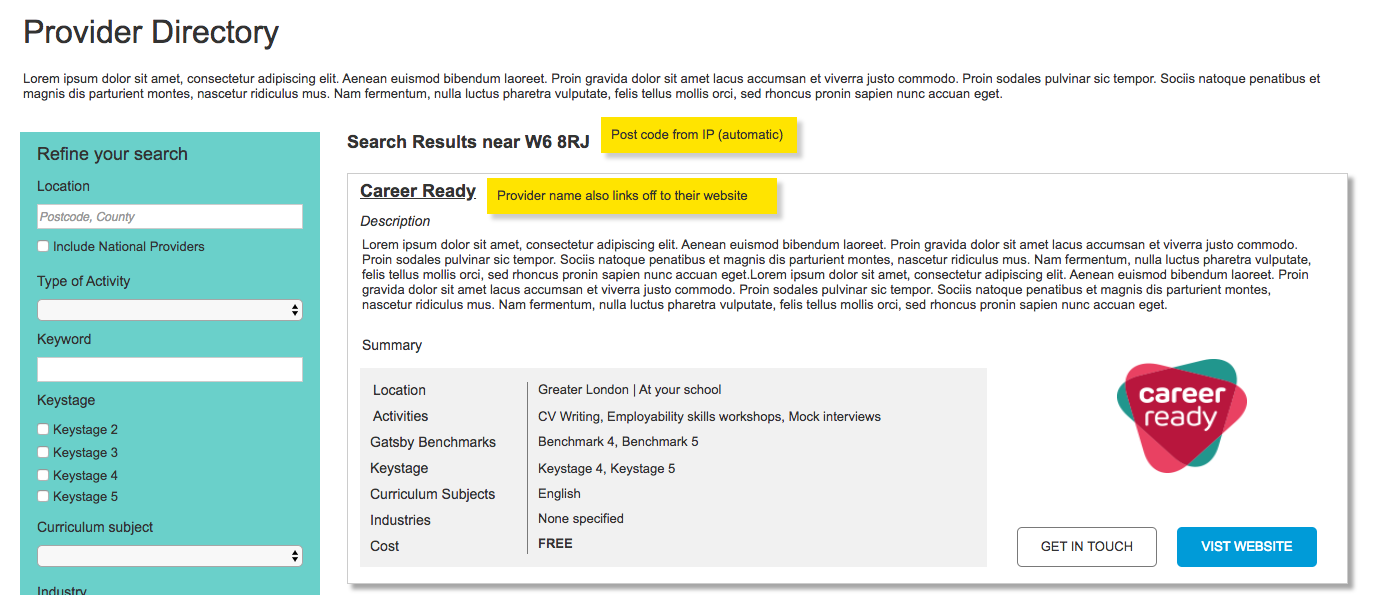 Provider Directory
Lorem ipsum dolor sit amet, consectetur adipiscing elit. Aenean euismod bibendum laoreet. Proin gravida dolor sit amet lacus accumsan et viverra justo commodo. Proin sodales pulvinar sic tempor. Sociis natoque penatibus et
magnis dis parturient montes, nascetur ridiculus mus. Nam fermentum, nulla luctus pharetra vulputate, felis tellus mollis orci, sed rhoncus pronin sapien nunc accuan eget.
Refine your search
Location
Postcode, County
Include National Providers
Type of Activity
Keyword
Keystage
Keystage 2
Keystage 3
Keystage 4
Keystage 5
Curriculum subject
Industry
Search Results near W6 8RJ
Post code from IP (automatic)
Career Ready
Provider name also links off to their website
Description
Lorem ipsum dolor sit amet, consectetur adipiscing elit. Aenean euismod bibendum laoreet. Proin gravida dolor sit amet lacus accumsan et viverra justo commodo.
Proin sodales pulvinar sic tempor. Sociis natoque penatibus et magnis dis parturient montes, nascetur ridiculus mus. Nam fermentum, nulla luctus pharetra vulputate,
felis tellus mollis orci, sed rhoncus pronin sapien nunc accuan eget.Lorem ipsum dolor sit amet, consectetur adipiscing elit. Aenean euismod bibendum laoreet. Proin
gravida dolor sit amet lacus accumsan et viverra justo commodo. Proin sodales pulvinar sic tempor. Sociis natoque penatibus et magnis dis parturient montes,
nascetur ridiculus mus. Nam fermentum, nulla luctus pharetra vulputate, felis tellus mollis orci, sed rhoncus pronin sapien nunc accuan eget.
Summary
Location Greater London | At your school
Activities CV Writing, Employability skills workshops, Mock interviews
Gatsby Benchmarks Benchmark 4, Benchmark 5
Keystage Keystage 4, Keystage 5
Curriculum Subjects English
Industries None specified
Cost FREE
career
ready
GET IN TOUCH
VIST WEBSITE